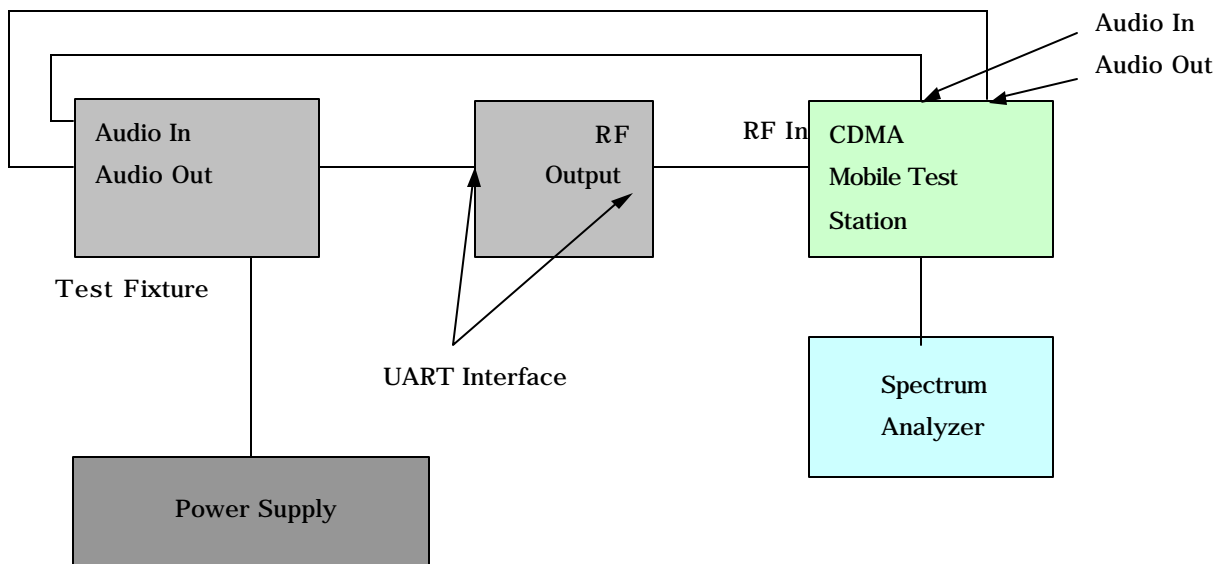 Audio In
Audio Out
Audio In
Audio Out
RF
Output
RF In
CDMA
Mobile Test
Station
Test Fixture
UART Interface
Spectrum
Analyzer
Power Supply